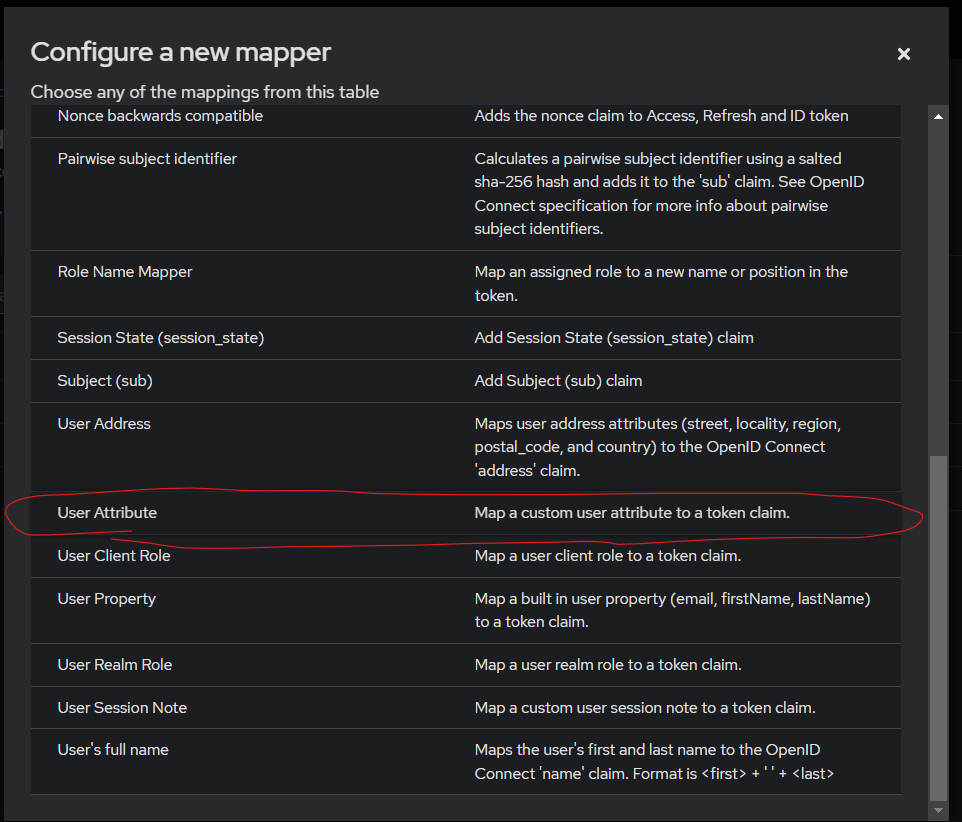 Configure a new mapper
Choose any of the mappings from this table
Nonce backwards compatible
Adds the nonce claim to Access, Refresh and ID token
Pairwise subject identifier
Calculates a pairwise subject identifier using a salted
sha-256 hash and adds it to the 'sub' claim. See OpenID
Connect specification for more info about pairwise
subject identifiers.
Role Name Mapper
Map an assigned role to a new name or position in the
token.
Session State (session_state)
Add Session State (session_state) claim
Subject (sub)
Add Subject (sub) claim
User Address
Maps user address attributes (street, locality, region,
postal_code, and country) to the OpenID Connect
'address' claim.
User Attribute
Map a custom user attribute to a token claim.
User Client Role
Map a user client role to a token claim.
User Property
Map a built in user property (email, firstName, lastName)
to a token claim.
User Realm Role
Map a user realm role to a token claim.
User Session Note
Map a custom user session note to a token claim.
User's full name
Maps the user's first and last name to the OpenID
Connect 'name' claim. Format is <first> + ' ' + <last>